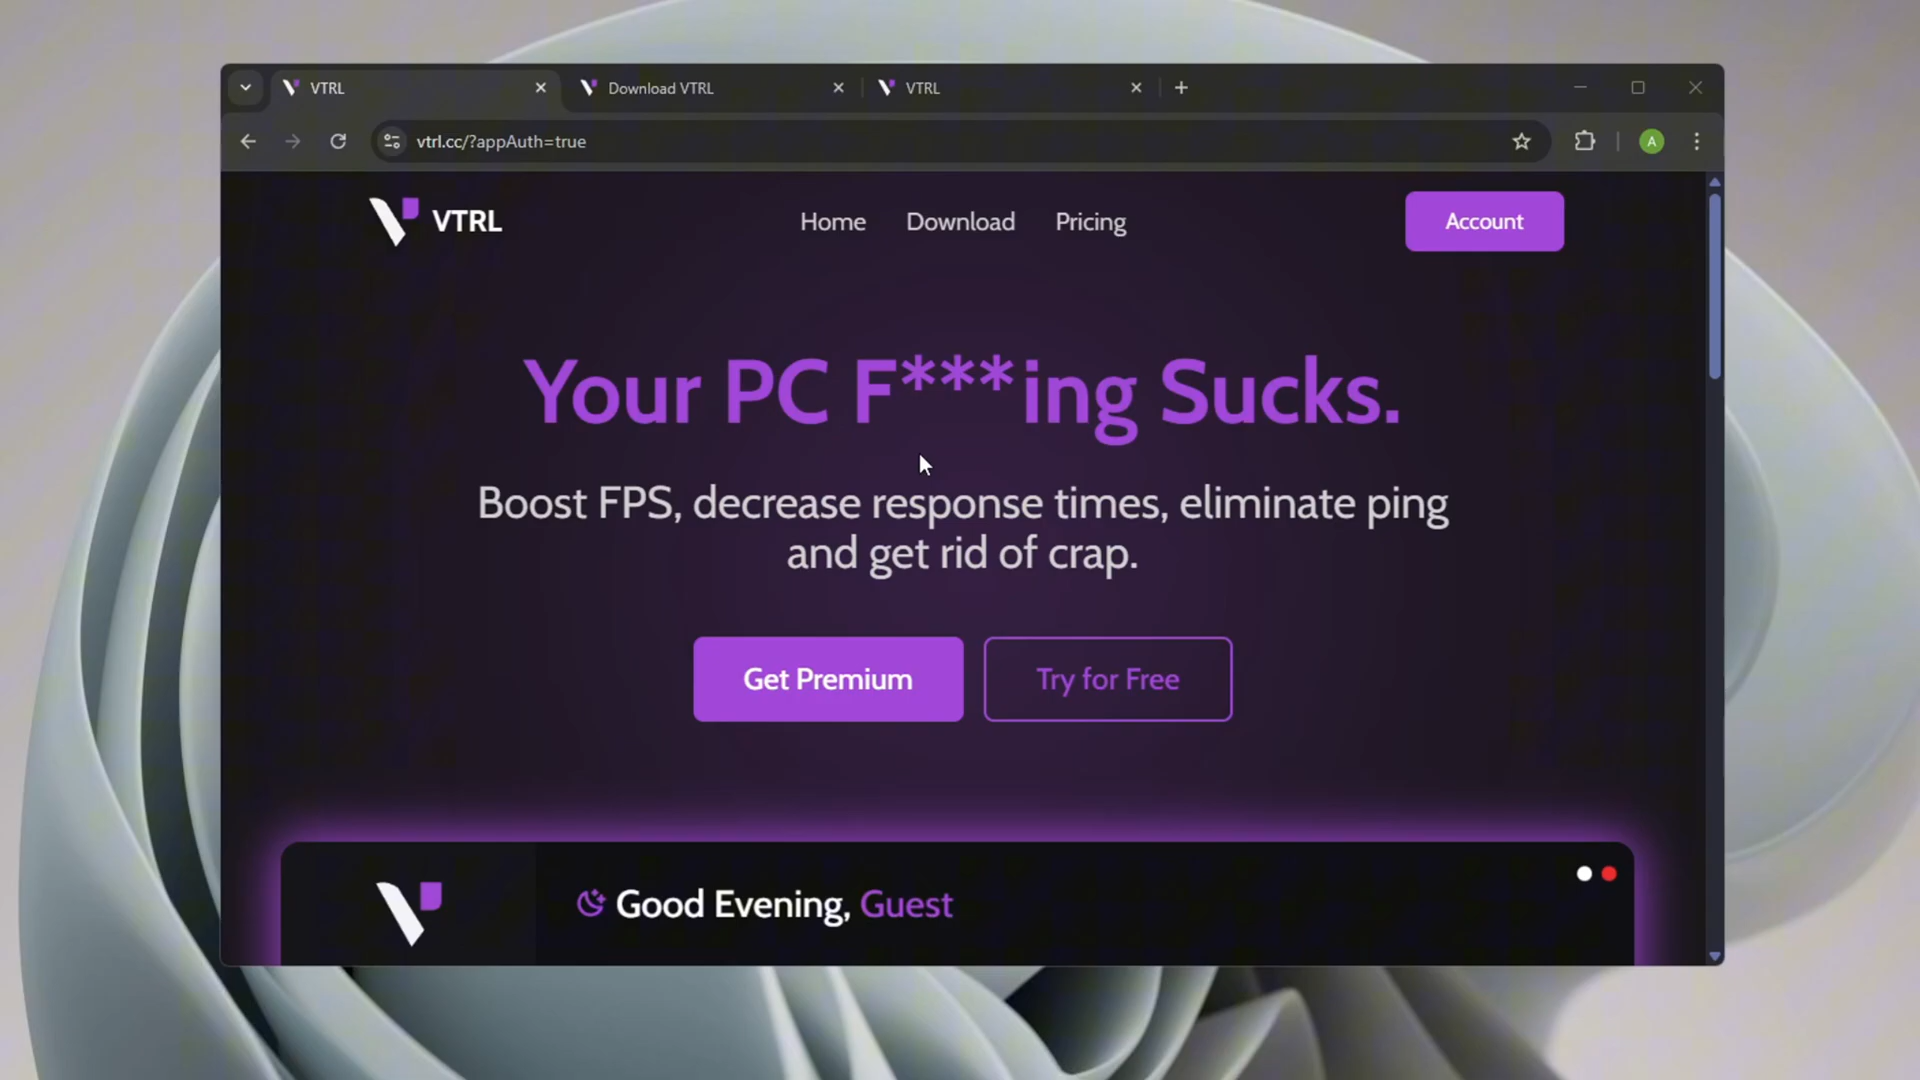 VTRL
Download VTRL
VTRL
vtrl.cc/?appAuth=true
A
VTRL
Home
Download
Pricing
Account
Your PC F***ing Sucks.
Boost FPS, decrease response times, eliminate ping
and get rid of crap.
Get Premium
Try for Free
Good Evening, Guest